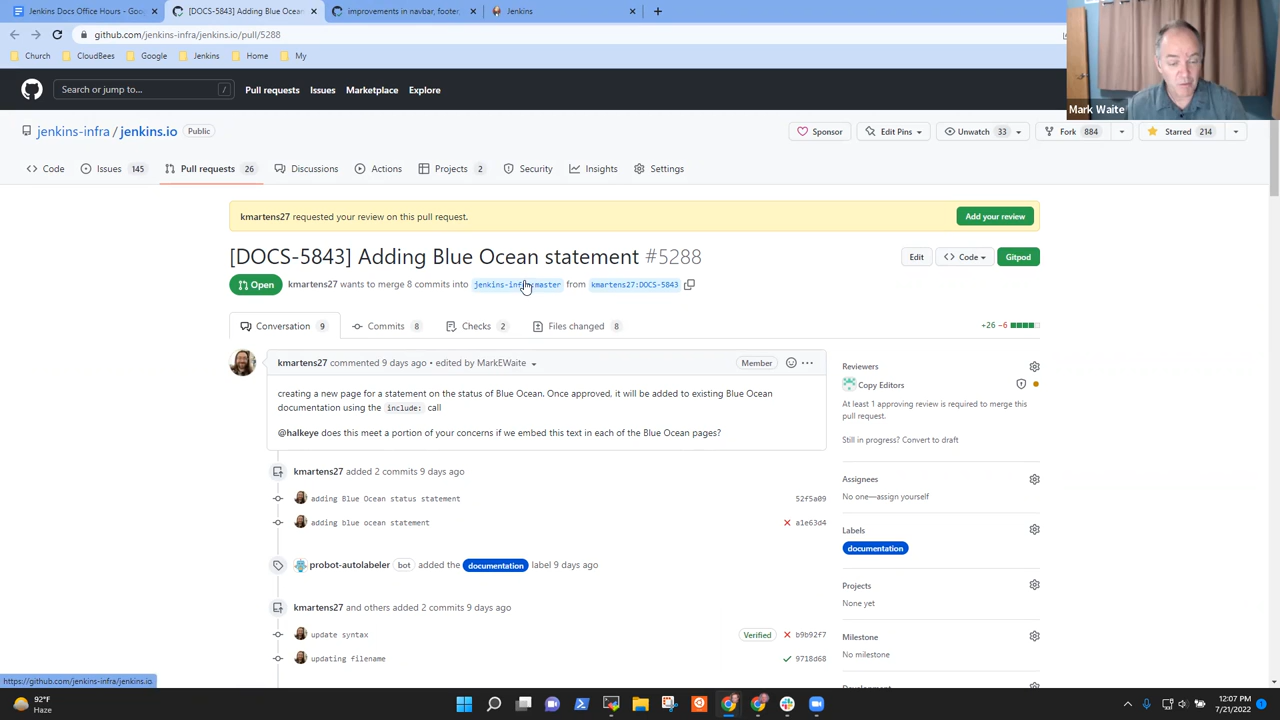 Jenkins Docs Office Hours - Goog
[DOCS-5843] Adding Blue Ocean
improvements in navbar, footer,
Jenkins
github.com/jenkins-infra/jenkins.io/pull/5288
Church
CloudBees
Google
Jenkins
Home
My
Mark Waite
Search or jump to...
/
Pull requests
Issues
Marketplace
Explore
jenkins-infra / jenkins.io
Public
Sponsor
Edit Pins
Unwatch 33
Fork 884
Starred 214
Code
Issues 145
Pull requests 26
Discussions
Actions
Projects 2
Security
Insights
Settings
kmartens27 requested your review on this pull request.
Add your review
[DOCS-5843] Adding Blue Ocean statement #5288
Edit
Code
Gitpod
Open
kmartens27 wants to merge 8 commits into jenkins-infra:master from kmartens27:DOCS-5843
Conversation 9
Commits 8
Checks 2
Files changed 8
+26 −6
kmartens27 commented 9 days ago • edited by MarkEWaite
Member
creating a new page for a statement on the status of Blue Ocean. Once approved, it will be added to existing Blue Ocean
documentation using the include: call
@halkeye does this meet a portion of your concerns if we embed this text in each of the Blue Ocean pages?
kmartens27 added 2 commits 9 days ago
adding Blue Ocean status statement
52f5a09
adding blue ocean statement
a1e63d4
probot-autolabeler bot added the documentation label 9 days ago
kmartens27 and others added 2 commits 9 days ago
update syntax
Verified
b9b92f7
updating filename
9718d68
Reviewers
Copy Editors
At least 1 approving review is required to merge this
pull request.
Still in progress? Convert to draft
Assignees
No one—assign yourself
Labels
documentation
Projects
None yet
Milestone
No milestone
https://github.com/jenkins-infra/jenkins.io
92°F
Haze
12:07 PM
7/21/2022